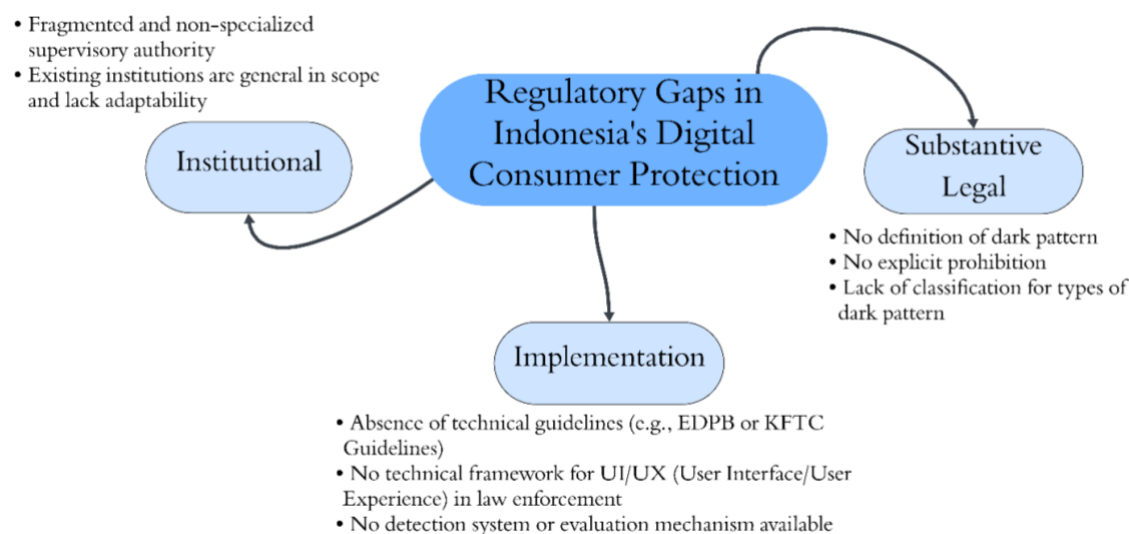 • Fragmented and non-specialized
supervisory authority
• Existing institutions are general in scope
and lack adaptability
Institutional
Regulatory Gaps in
Indonesia's Digital
Consumer Protection
Substantive
Legal
• No definition of dark pattern
• No explicit prohibition
• Lack of classification for types of
dark pattern
Implementation
• Absence of technical guidelines (e.g., EDPB or KFTC
Guidelines)
• No technical framework for UI/UX (User Interface/User
Experience) in law enforcement
• No detection system or evaluation mechanism available